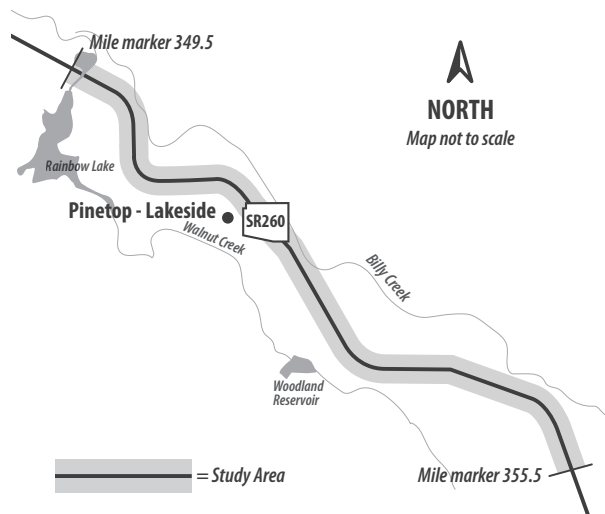 Mile marker 349.5
NORTH
Map not to scale
Rainbow Lake
Pinetop - Lakeside
SR260
Walnut Creek
Billy Creek
Woodland
Reservoir
= Study Area
Mile marker 355.5